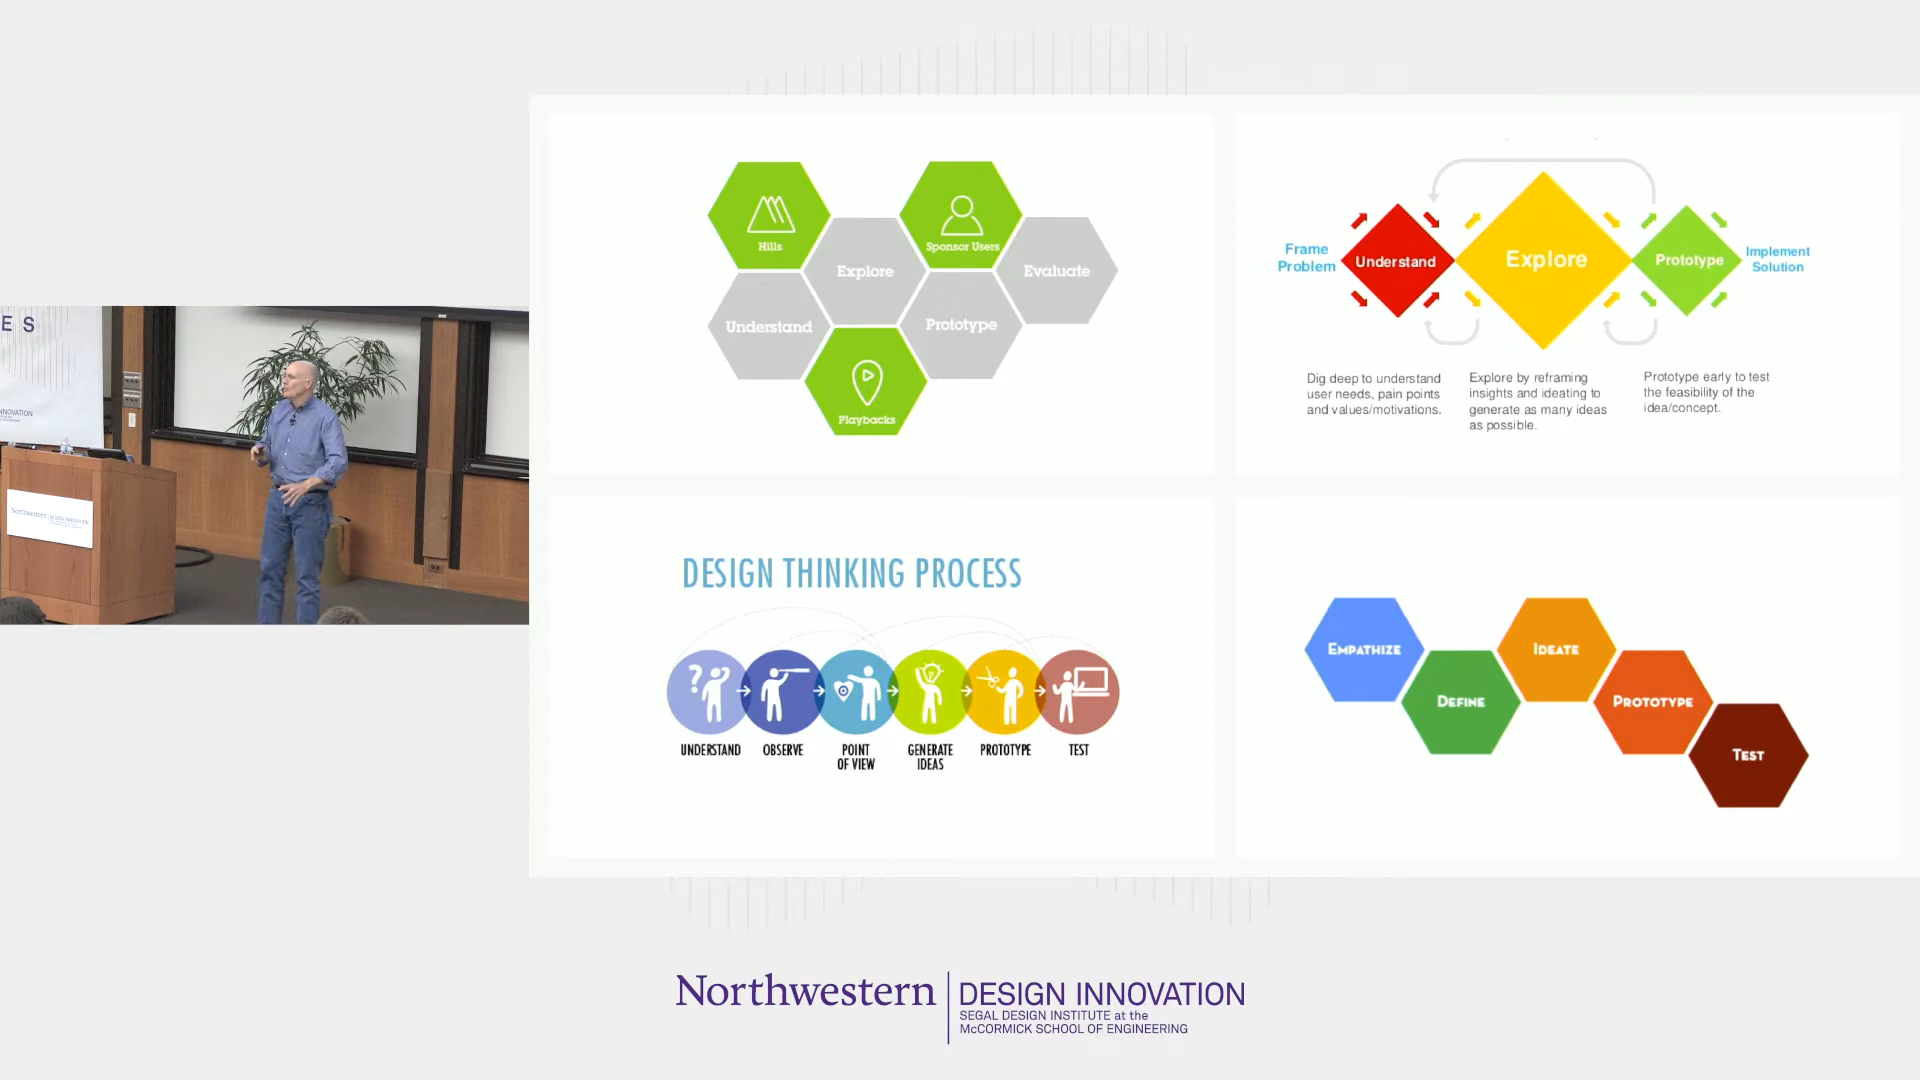 E S
NNOVATION
Northwestern DESIGN INNOVATION
Hills
Sponsor Users
Explore
Evaluate
Understand
Prototype
Playbacks
Frame
Problem
Understand
Explore
Prototype
Implement
Solution
Dig deep to understand
user needs, pain points
and values/motivations.
Explore by reframing
insights and ideating to
generate as many ideas
as possible.
Prototype early to test
the feasibility of the
idea/concept.
DESIGN THINKING PROCESS
?
UNDERSTAND
OBSERVE
POINT
OF VIEW
GENERATE
IDEAS
PROTOTYPE
TEST
EMPATHIZE
DEFINE
IDEATE
PROTOTYPE
TEST
Northwestern
DESIGN INNOVATION
SEGAL DESIGN INSTITUTE at the
McCORMICK SCHOOL OF ENGINEERING